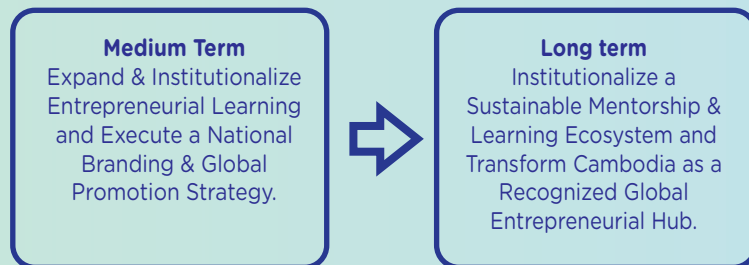 Medium Term
Expand & Institutionalize
Entrepreneurial Learning
and Execute a National
Branding & Global
Promotion Strategy.
Long term
Institutionalize a
Sustainable Mentorship &
Learning Ecosystem and
Transform Cambodia as a
Recognized Global
Entrepreneurial Hub.